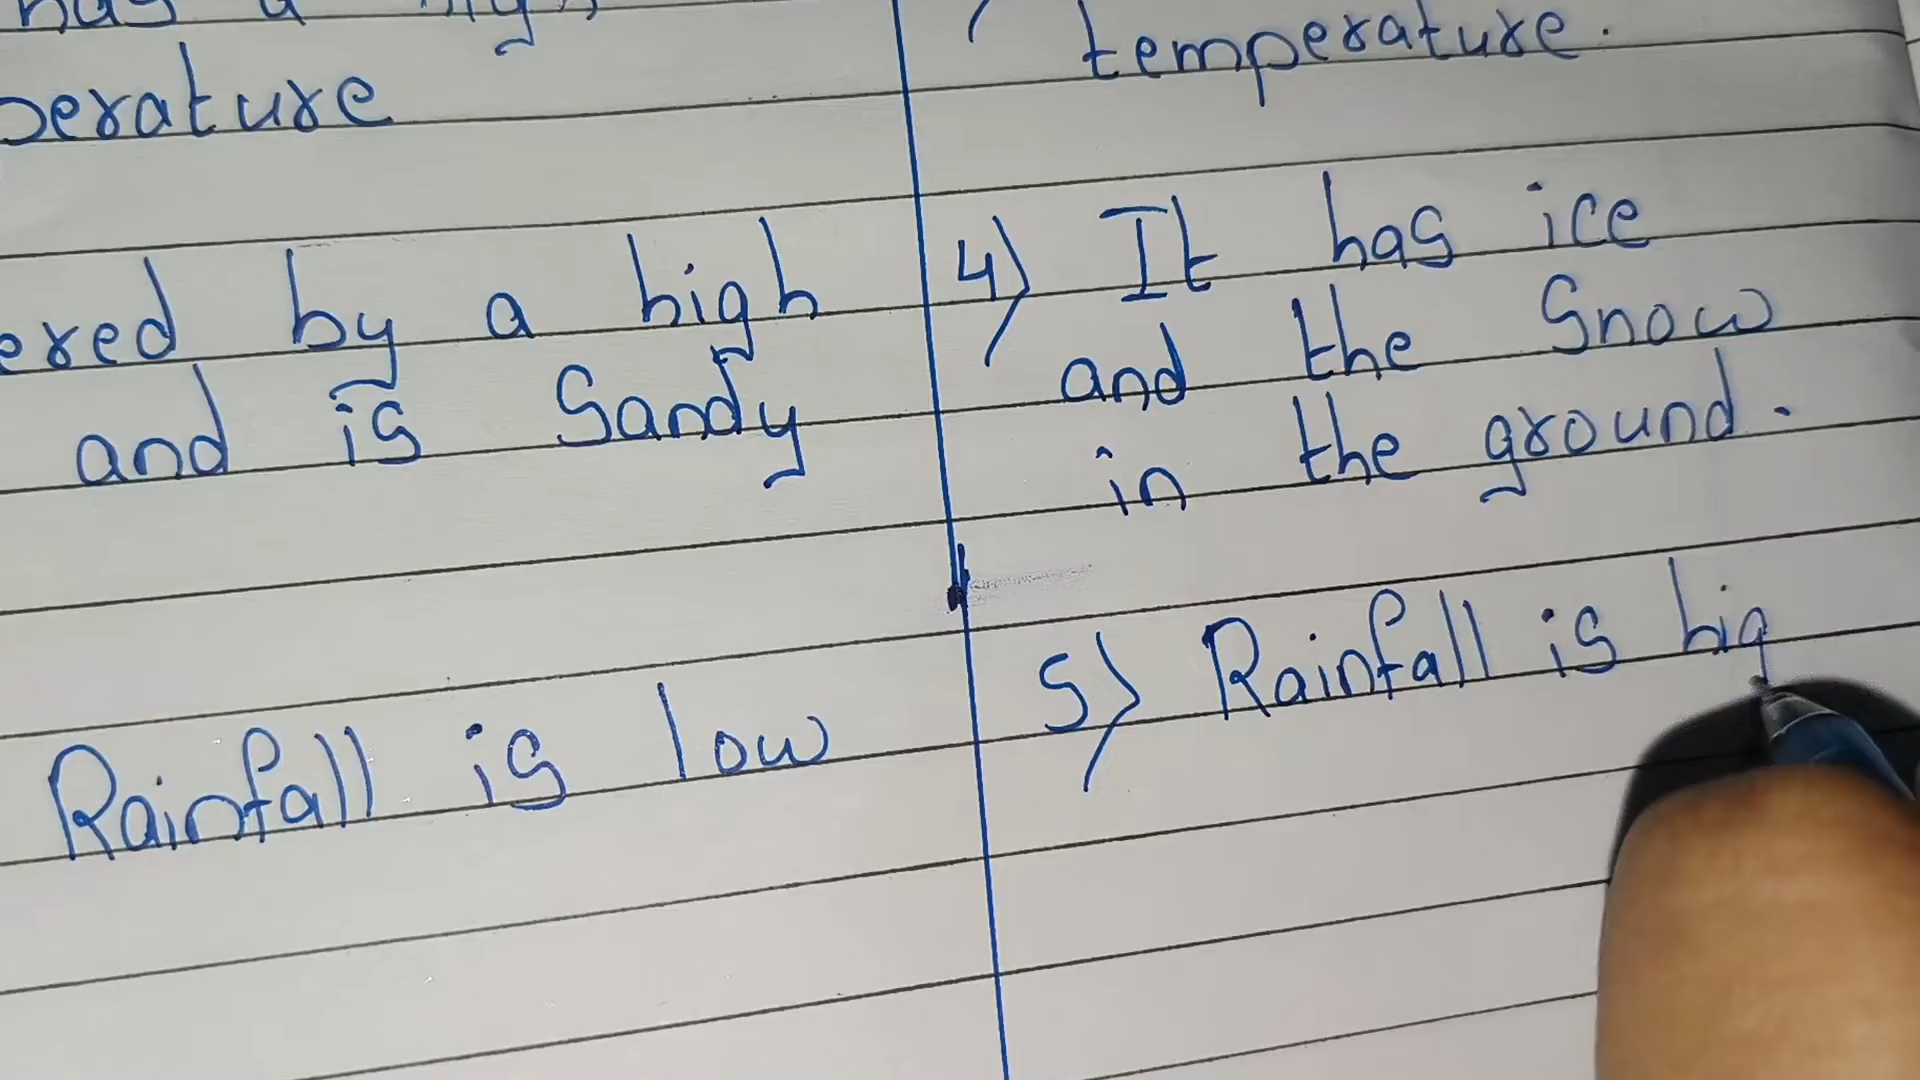 has a
perature
ered by a high
and is Sandy
Rainfall is low
temperature.
4) It has ice
and the Snow
in the ground.
5) Rainfall is hig